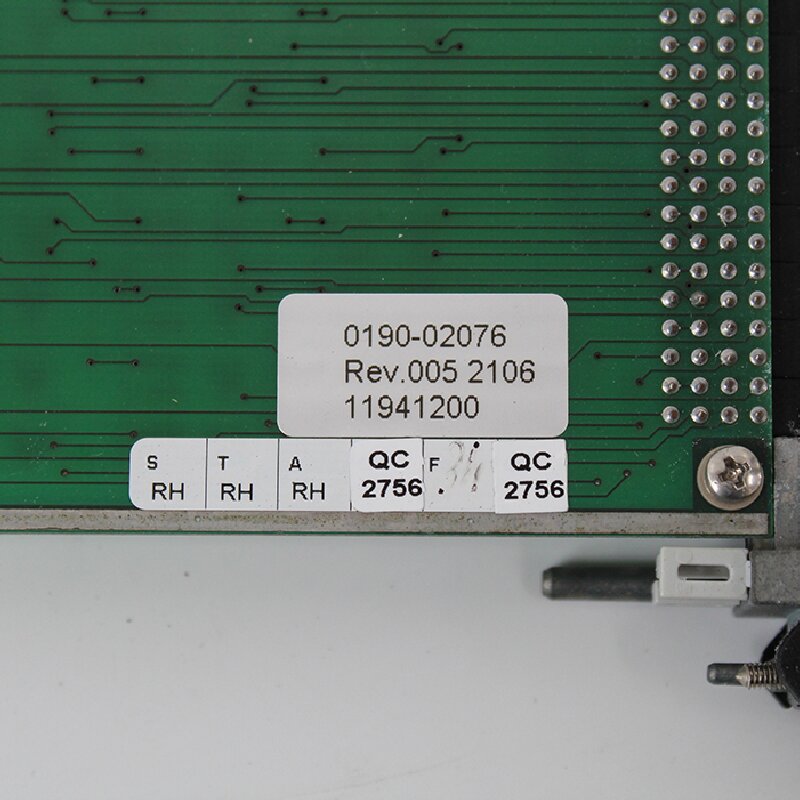 0190-02076
Rev.005 2106
11941200
S T A QC F QC
RH RH RH 2756 2756